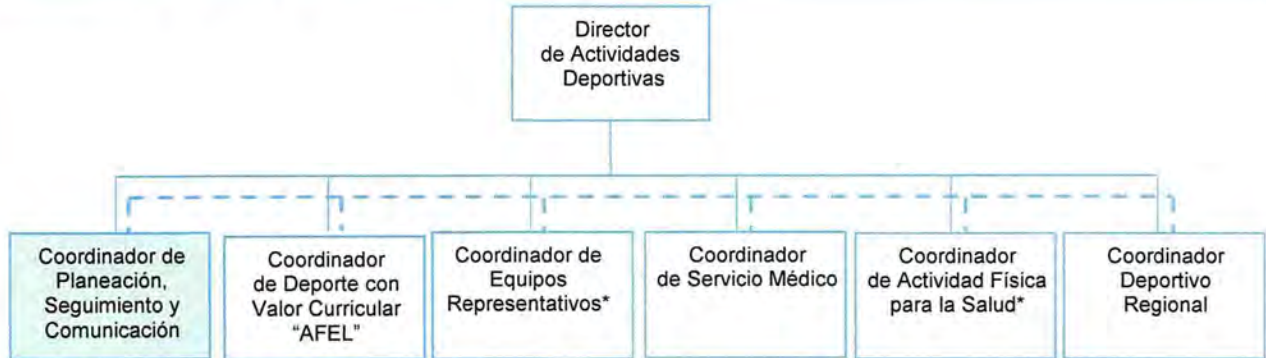 Director
de Actividades
Deportivas
Coordinador de
Planeación,
Seguimiento y
Comunicación
Coordinador
de Deporte con
Valor Curricular
“AFEL”
Coordinador de
Equipos
Representativos*
Coordinador
de Servicio Médico
Coordinador
de Actividad Física
para la Salud*
Coordinador
Deportivo
Regional